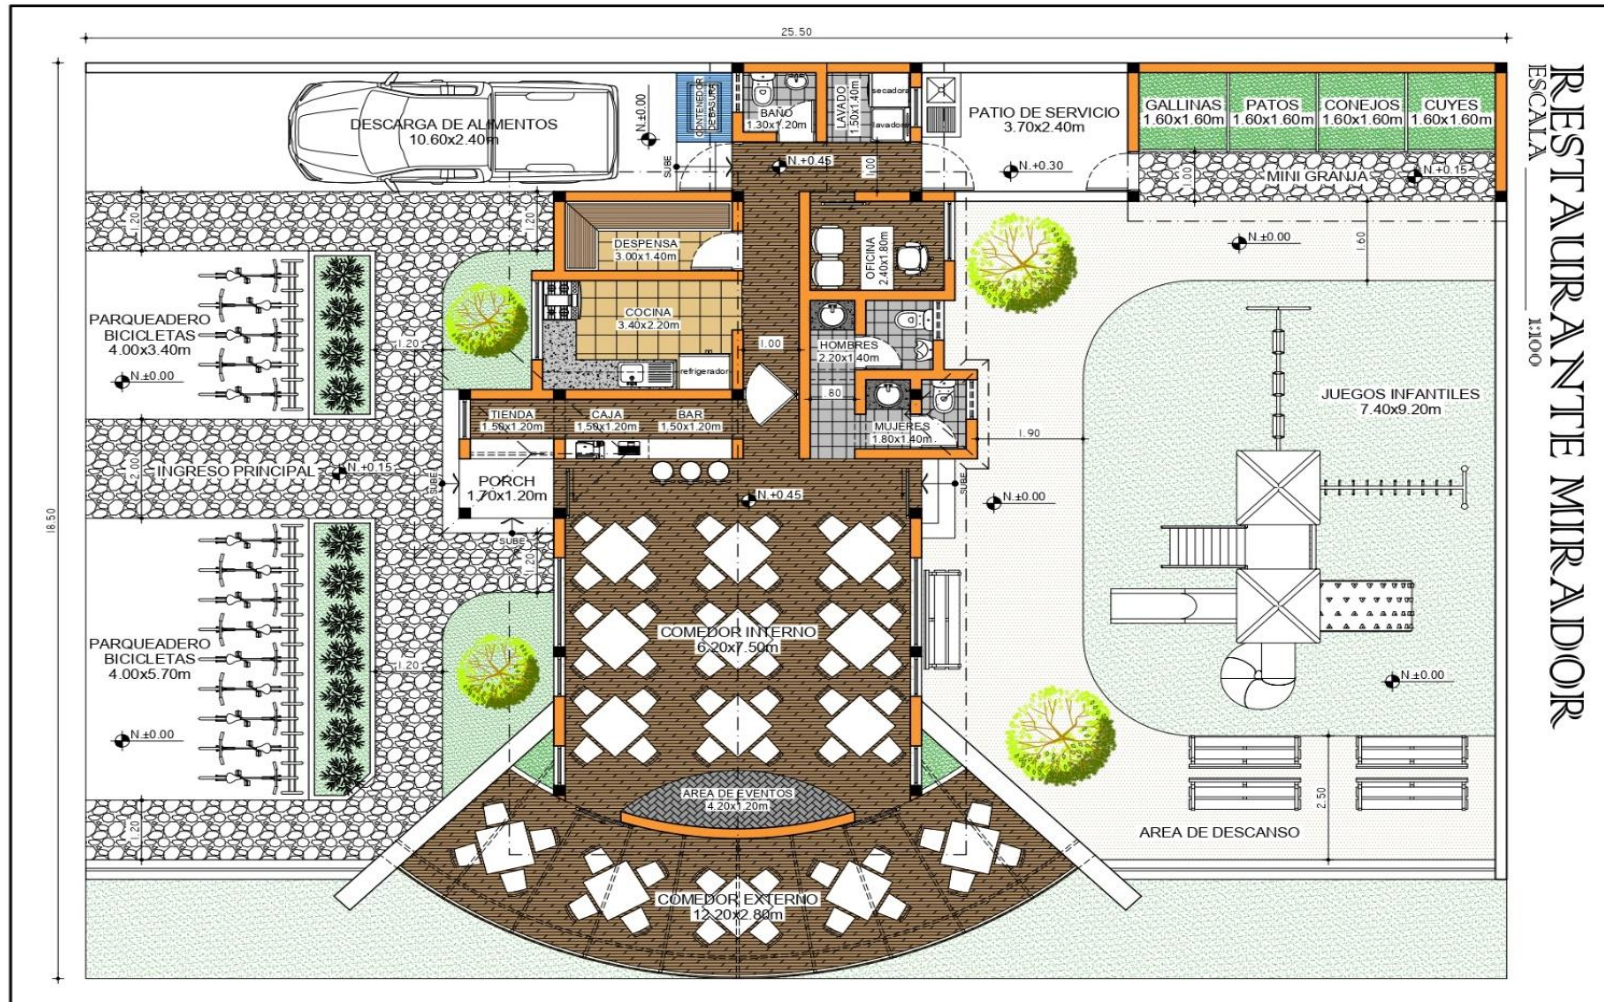 25.50
18.50
RESTAURANTE MIRADOR
ESCALA 1:100
DESCARGA DE ALIMENTOS
10.60x2.40m
N.±0.00
CONTENEDOR
DE BASURA
SUBE
BAÑO
1.30x1.20m
LAVADO
1.50x1.40m
secadora
lavadora
N.+0.45
1.00
PATIO DE SERVICIO
3.70x2.40m
N.+0.30
GALLINAS
1.60x1.60m
PATOS
1.60x1.60m
CONEJOS
1.60x1.60m
CUYES
1.60x1.60m
1.00
MINI GRANJA
N.+0.15
1.20
1.20
DESPENSA
3.00x1.40m
OFICINA
2.40x1.80m
N.±0.00
1.60
PARQUEADERO
BICICLETAS
4.00x3.40m
N.±0.00
1.20
COCINA
3.40x2.20m
refrigerador
1.00
HOMBRES
2.20x1.40m
.80
MUJERES
1.80x1.40m
1.90
JUEGOS INFANTILES
7.40x9.20m
TIENDA
1.50x1.20m
CAJA
1,50x1.20m
BAR
1,50x1.20m
2.00
INGRESO PRINCIPAL
N.+0.15
SUBE
PORCH
1.70x1.20m
SUBE
1.20
N.+0.45
SUBE
N.±0.00
PARQUEADERO
BICICLETAS
4.00x5.70m
N.±0.00
1.20
COMEDOR INTERNO
6.20x7.50m
N.±0.00
AREA DE EVENTOS
4.20x1.20m
1.20
2.50
AREA DE DESCANSO
COMEDOR EXTERNO
12.20x2.80m